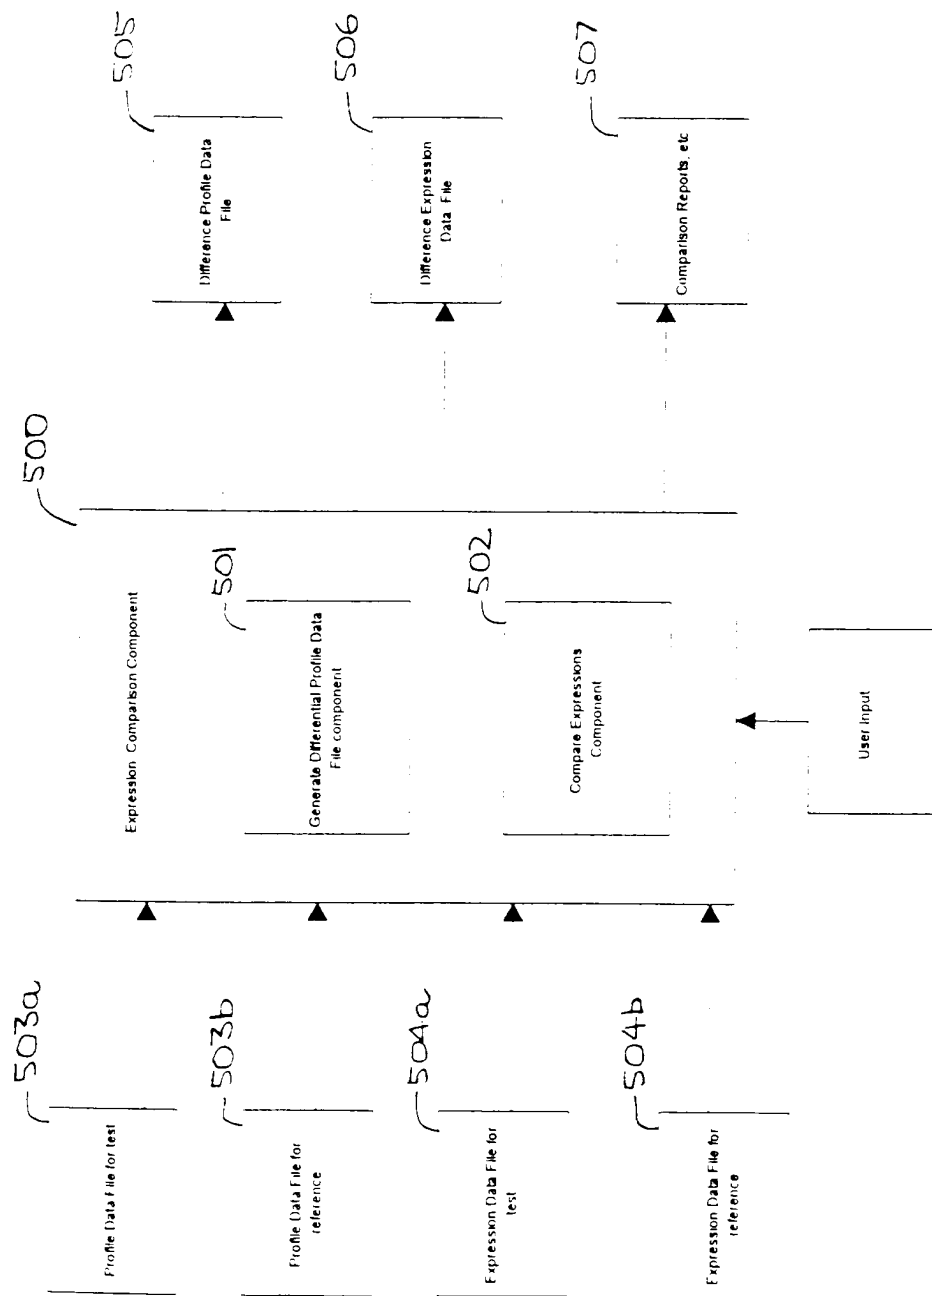 503a
Profile Data File for test
503b
Profile Data File for
reference
504a
Expression Data File for
test
504b
Expression Data File for
reference
500
Expression Comparison Component
501
Generate Differential Profile Data
File component
502
Compare Expressions
Component
User Input
505
Difference Profile Data
File
506
Difference Expression
Data File
507
Comparison Reports, etc